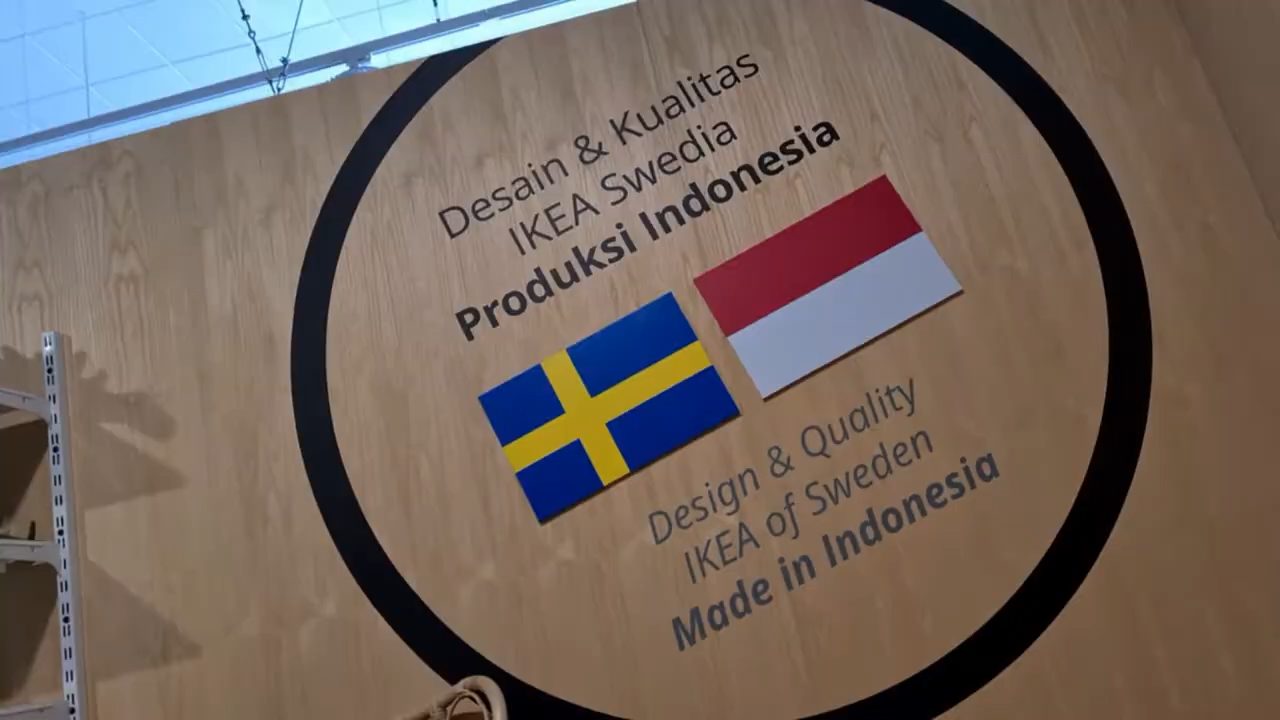 Desain & Kualitas
IKEA Swedia
Produksi Indonesia
Design & Quality
IKEA of Sweden
Made in Indonesia